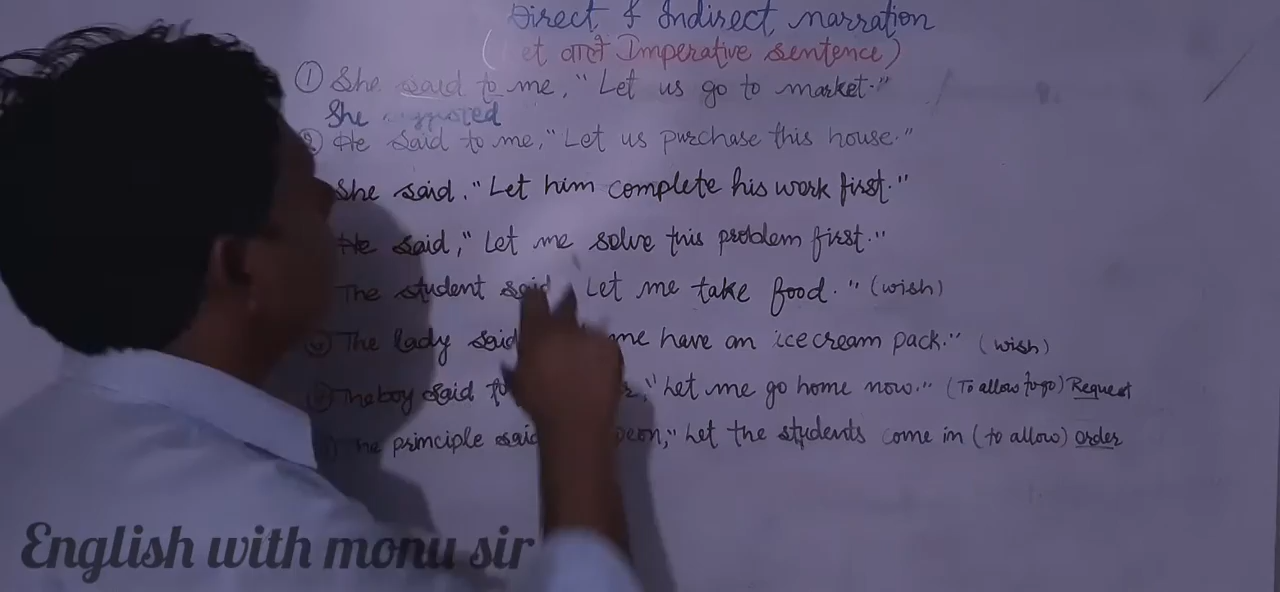 Direct & Indirect narration
(et वाले Imperative sentence)
① She said to me, "Let us go to market."
She
② He said to me, "Let us purchase this house."
She said, "Let him complete his work first."
He said, "Let me solve this problem first."
The student said Let me take food." (wish)
The lady said me have an icecream pack." (wish)
The boy said "Let me go home now." (To allow to go) Request
principle said Let the students come in (to allow) order
English with monu sir